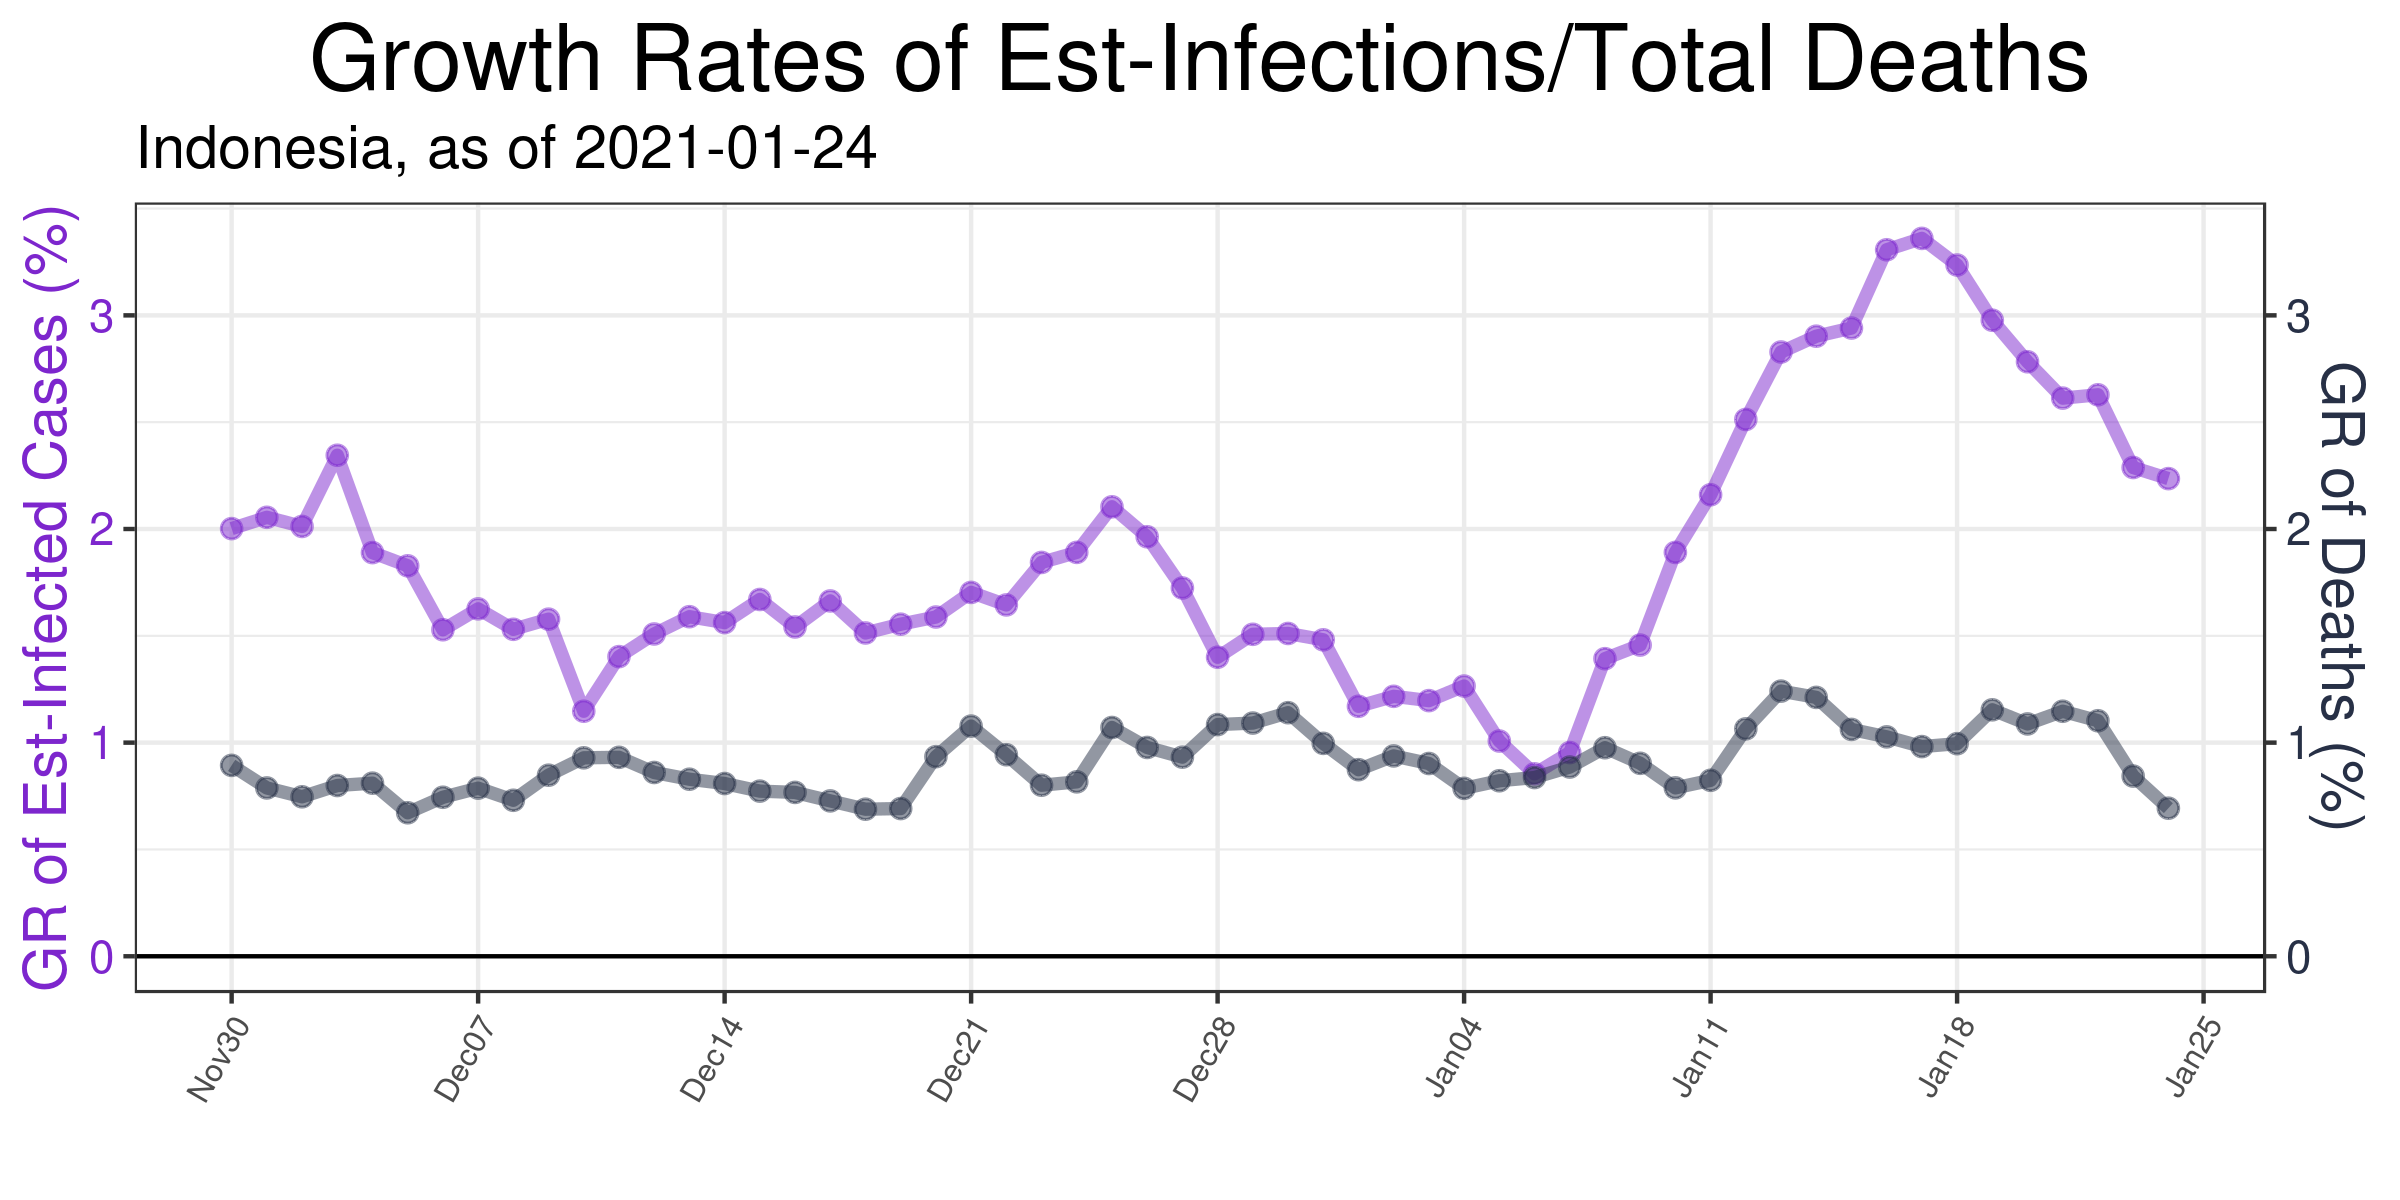 Growth Rates of Est-Infections/Total Deaths
Indonesia, as of 2021-01-24
GR of Est-Infected Cases (%)
3
2
1
0
3
2
1
0
GR of Deaths (%)
Nov30
Dec07
Dec14
Dec21
Dec28
Jan04
Jan11
Jan18
Jan25